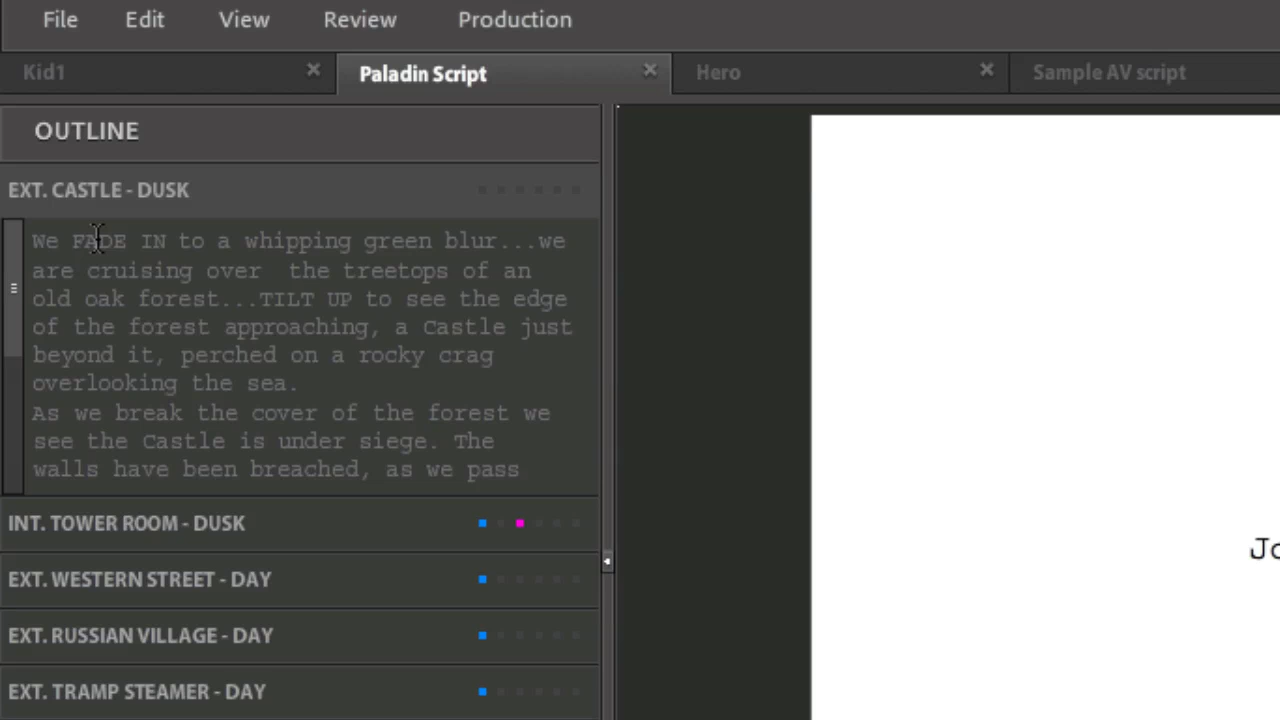 File Edit View Review Production
Kid1 Paladin Script Hero Sample AV script
OUTLINE
EXT. CASTLE - DUSK
We FADE IN to a whipping green blur...we
are cruising over  the treetops of an
old oak forest...TILT UP to see the edge
of the forest approaching, a Castle just
beyond it, perched on a rocky crag
overlooking the sea.
As we break the cover of the forest we
see the Castle is under siege. The
walls have been breached, as we pass
INT. TOWER ROOM - DUSK
EXT. WESTERN STREET - DAY
EXT. RUSSIAN VILLAGE - DAY
EXT. TRAMP STEAMER - DAY